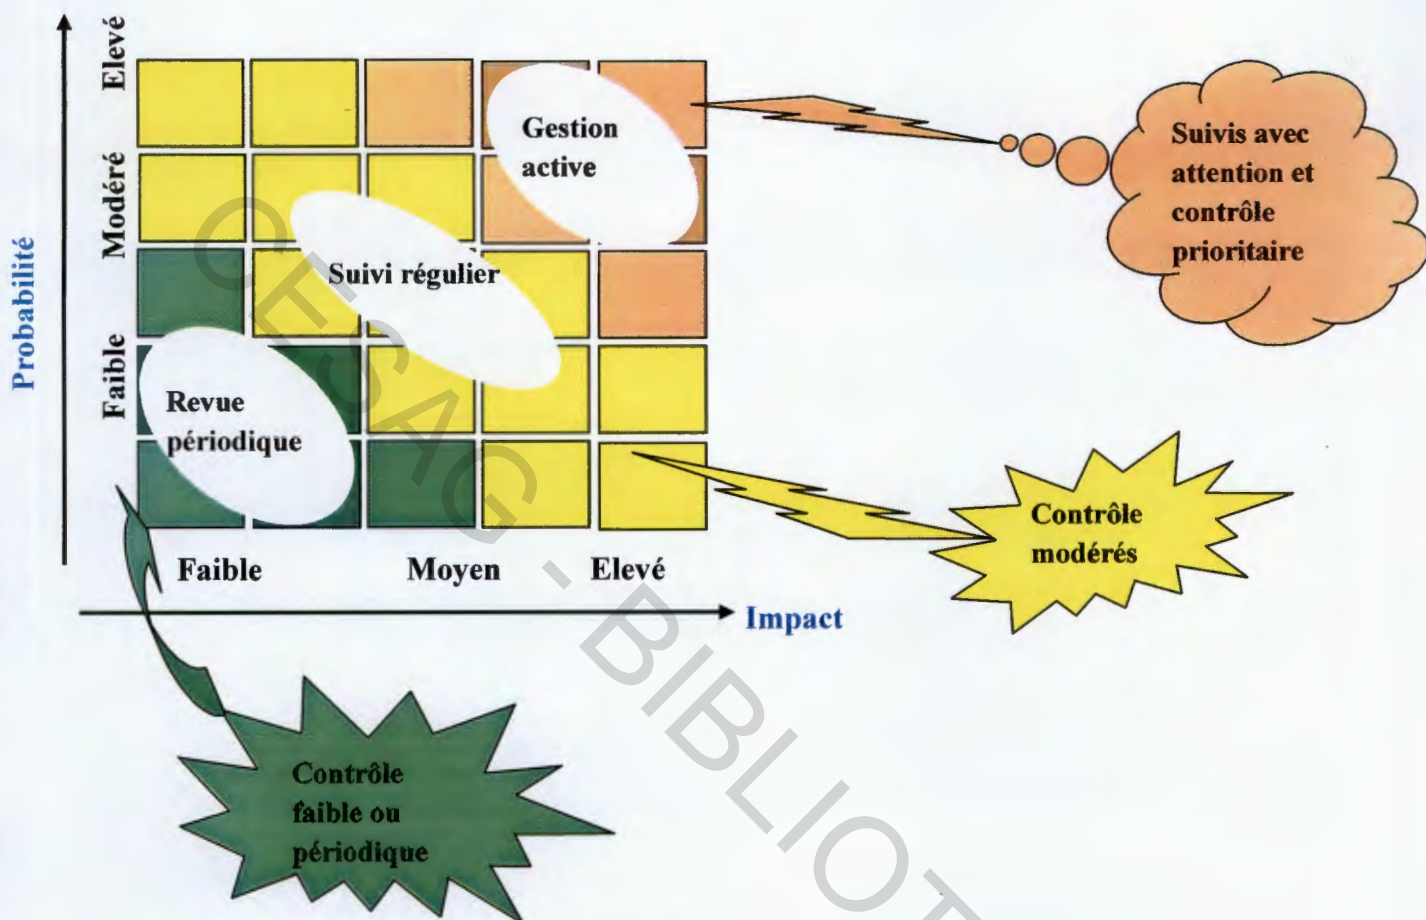 Elevé
Modéré
Faible
Probabilité
Gestion
active
Suivi régulier
Revue
périodique
Suivis avec
attention et
contrôle
prioritaire
Contrôle
modérés
Faible
Moyen
Elevé
Impact
Contrôle
faible ou
périodique
CESAG - BIBLIOT